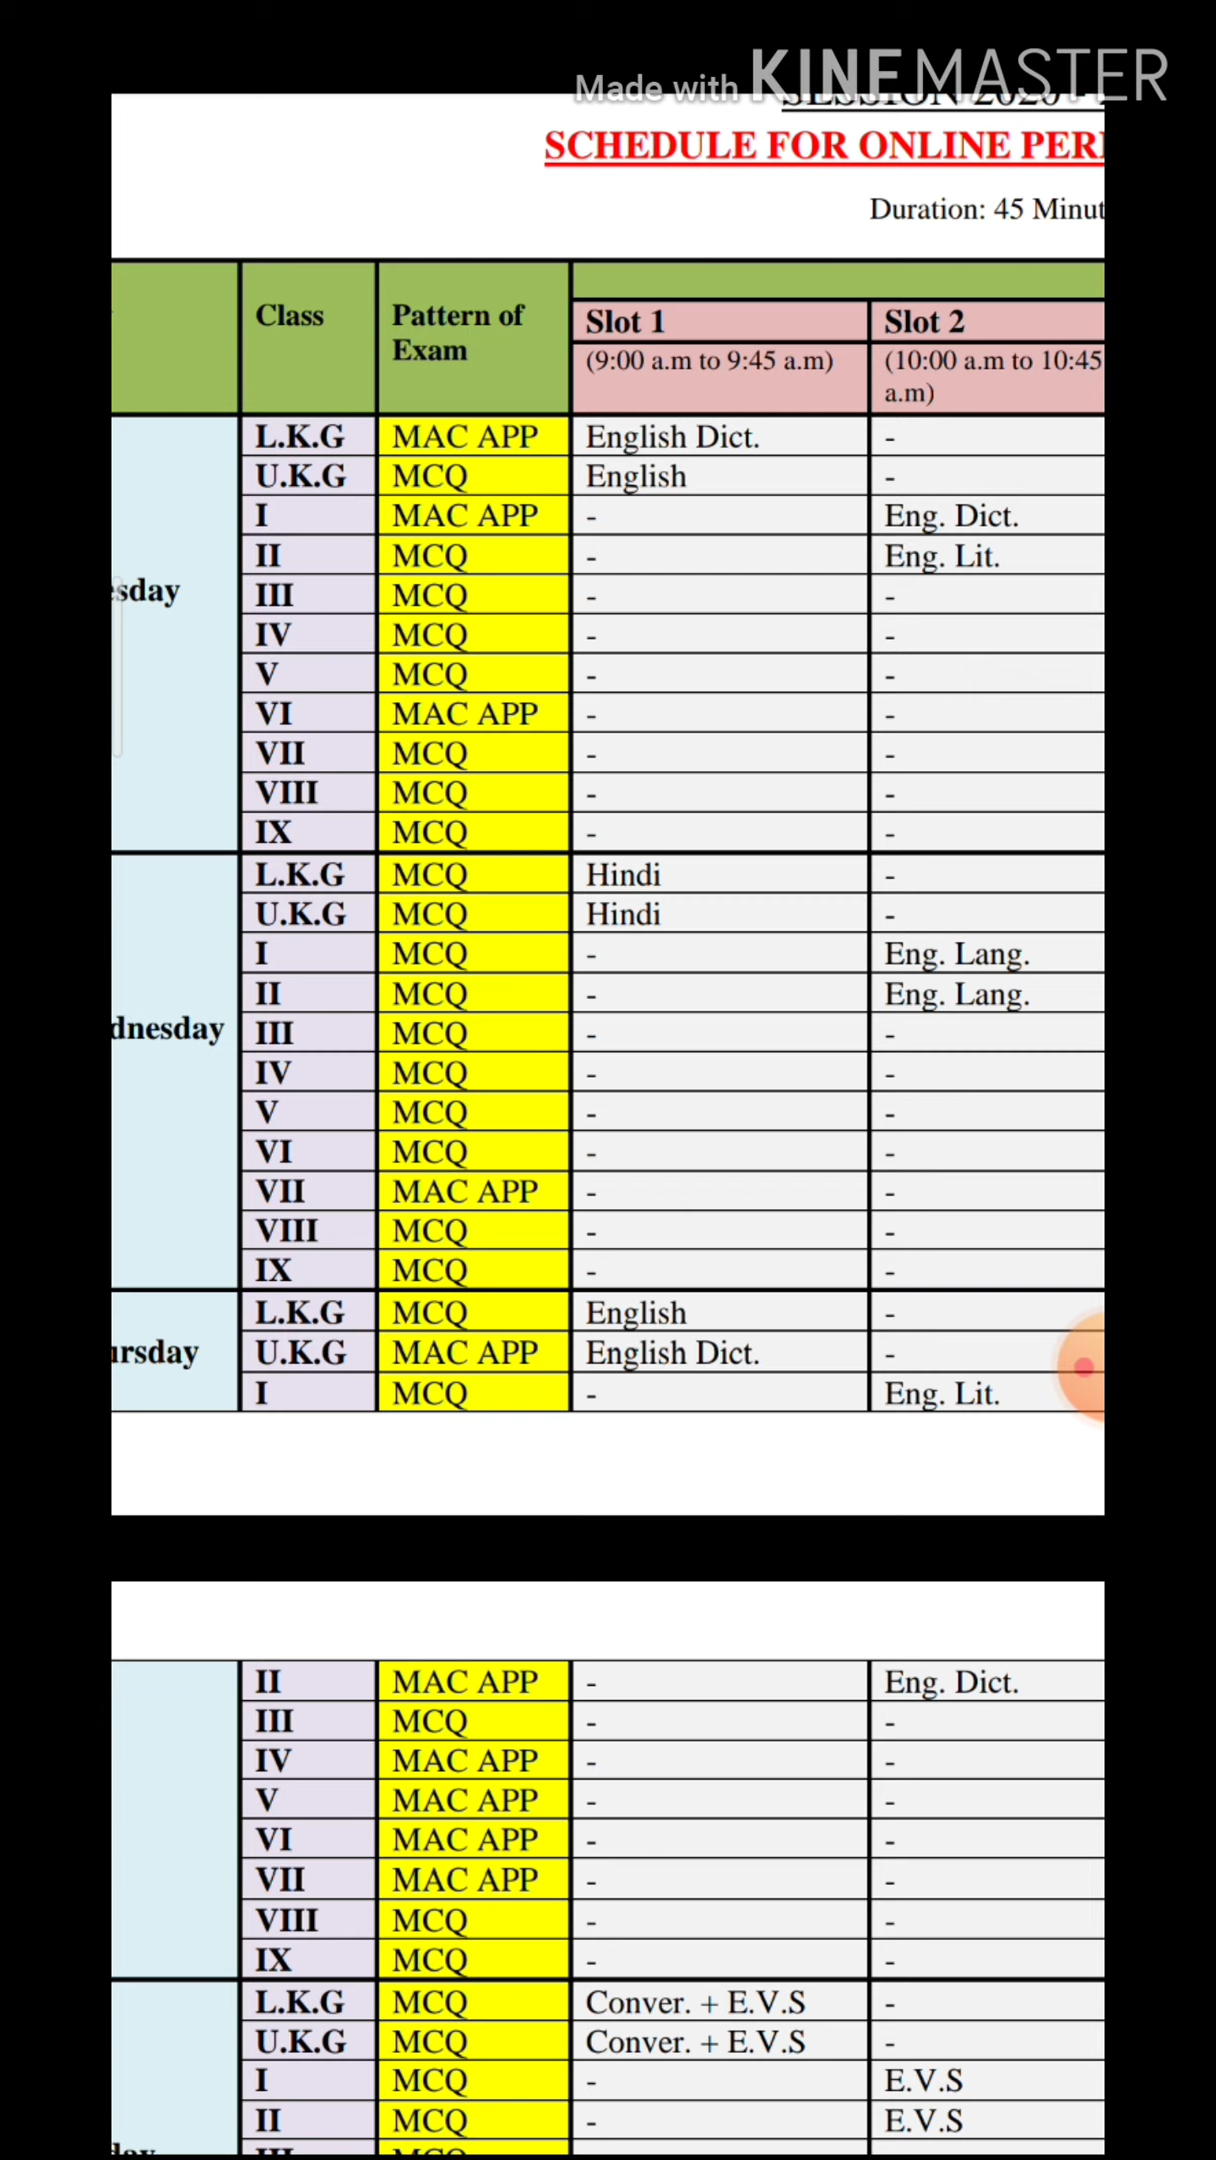 Made with KINEMASTER
SESSION 2020 -
SCHEDULE FOR ONLINE PERI
Duration: 45 Minut
Class Pattern of Exam Slot 1 Slot 2
(9:00 a.m to 9:45 a.m) (10:00 a.m to 10:45 a.m)
L.K.G MAC APP English Dict. -
U.K.G MCQ English -
I MAC APP - Eng. Dict.
II MCQ - Eng. Lit.
esday III MCQ - -
IV MCQ - -
V MCQ - -
VI MAC APP - -
VII MCQ - -
VIII MCQ - -
IX MCQ - -
L.K.G MCQ Hindi -
U.K.G MCQ Hindi -
I MCQ - Eng. Lang.
II MCQ - Eng. Lang.
dnesday III MCQ - -
IV MCQ - -
V MCQ - -
VI MCQ - -
VII MAC APP - -
VIII MCQ - -
IX MCQ - -
L.K.G MCQ English -
ursday U.K.G MAC APP English Dict. -
I MCQ - Eng. Lit.
II MAC APP - Eng. Dict.
III MCQ - -
IV MAC APP - -
V MAC APP - -
VI MAC APP - -
VII MAC APP - -
VIII MCQ - -
IX MCQ - -
L.K.G MCQ Conver. + E.V.S -
U.K.G MCQ Conver. + E.V.S -
I MCQ - E.V.S
II MCQ - E.V.S
day III MCQ